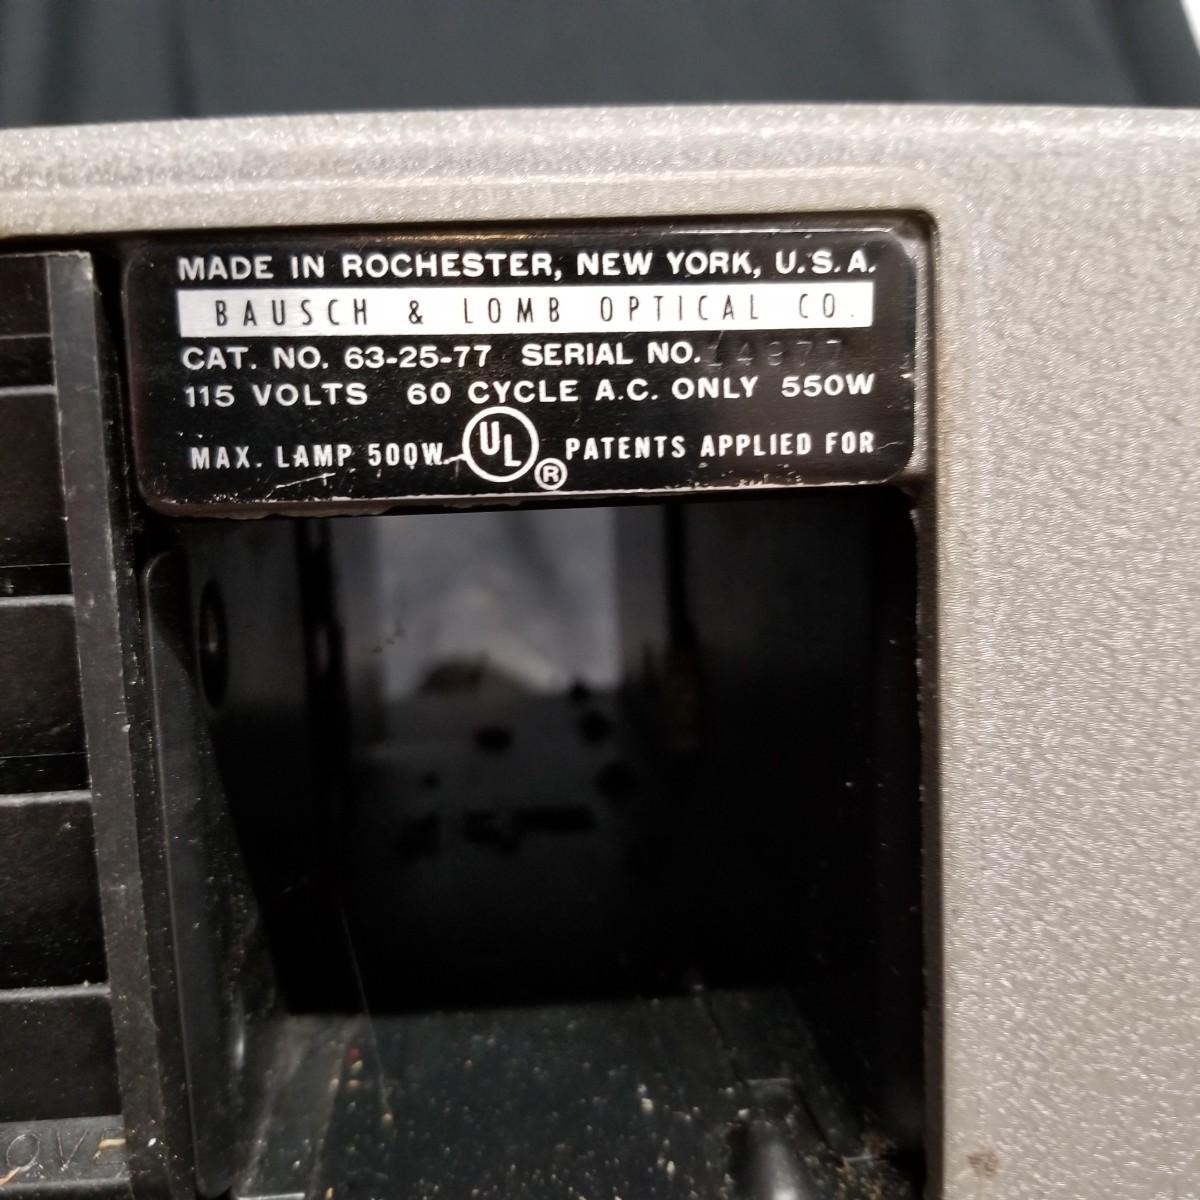 MADE IN ROCHESTER, NEW YORK, U.S.A.
BAUSCH & LOMB OPTICAL CO.
CAT. NO. 63-25-77 SERIAL NO.
115 VOLTS 60 CYCLE A.C. ONLY 550W
MAX. LAMP 500W. UL ® PATENTS APPLIED FOR